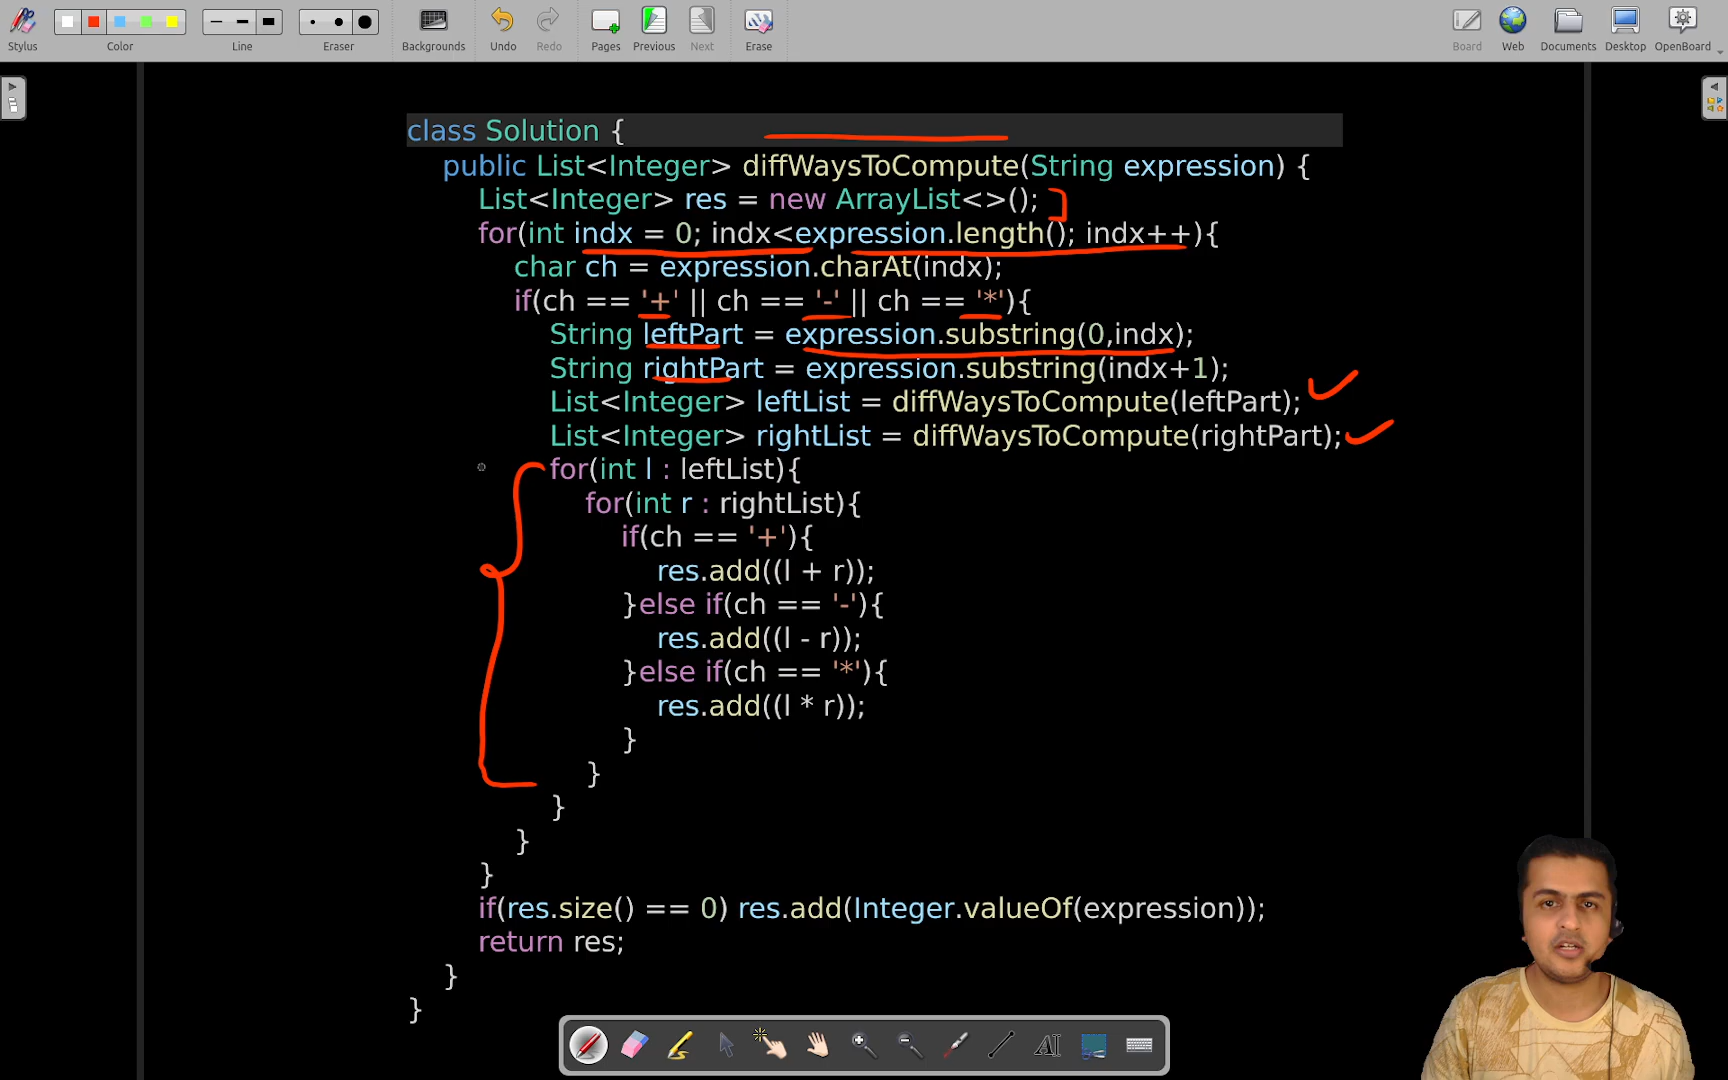 Stylus Color Line Eraser Backgrounds Undo Redo Pages Previous Next Erase Board Web Documents Desktop OpenBoard
class Solution {
public List<Integer> diffWaysToCompute(String expression) {
List<Integer> res = new ArrayList<>();
for(int indx = 0; indx<expression.length(); indx++){
char ch = expression.charAt(indx);
if(ch == '+' || ch == '-' || ch == '*'){
String leftPart = expression.substring(0,indx);
String rightPart = expression.substring(indx+1);
List<Integer> leftList = diffWaysToCompute(leftPart);
List<Integer> rightList = diffWaysToCompute(rightPart);
for(int l : leftList){
for(int r : rightList){
if(ch == '+'){
res.add((l + r));
}else if(ch == '-'){
res.add((l - r));
}else if(ch == '*'){
res.add((l * r));
}
}
}
}
}
if(res.size() == 0) res.add(Integer.valueOf(expression));
return res;
}
}
AI